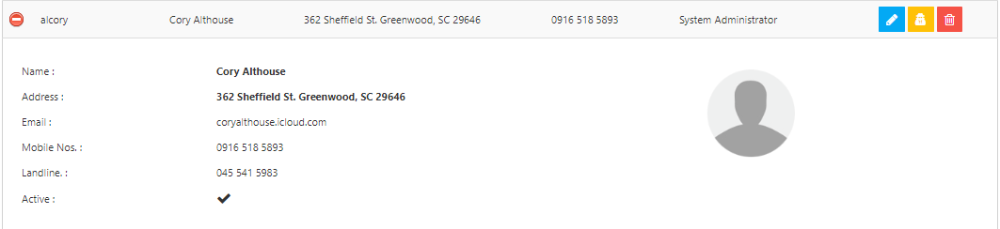 alcory Cory Althouse 362 Sheffield St. Greenwood, SC 29646 0916 518 5893 System Administrator
Name : Cory Althouse
Address : 362 Sheffield St. Greenwood, SC 29646
Email : coryalthouse.icloud.com
Mobile Nos. : 0916 518 5893
Landline. : 045 541 5983
Active :